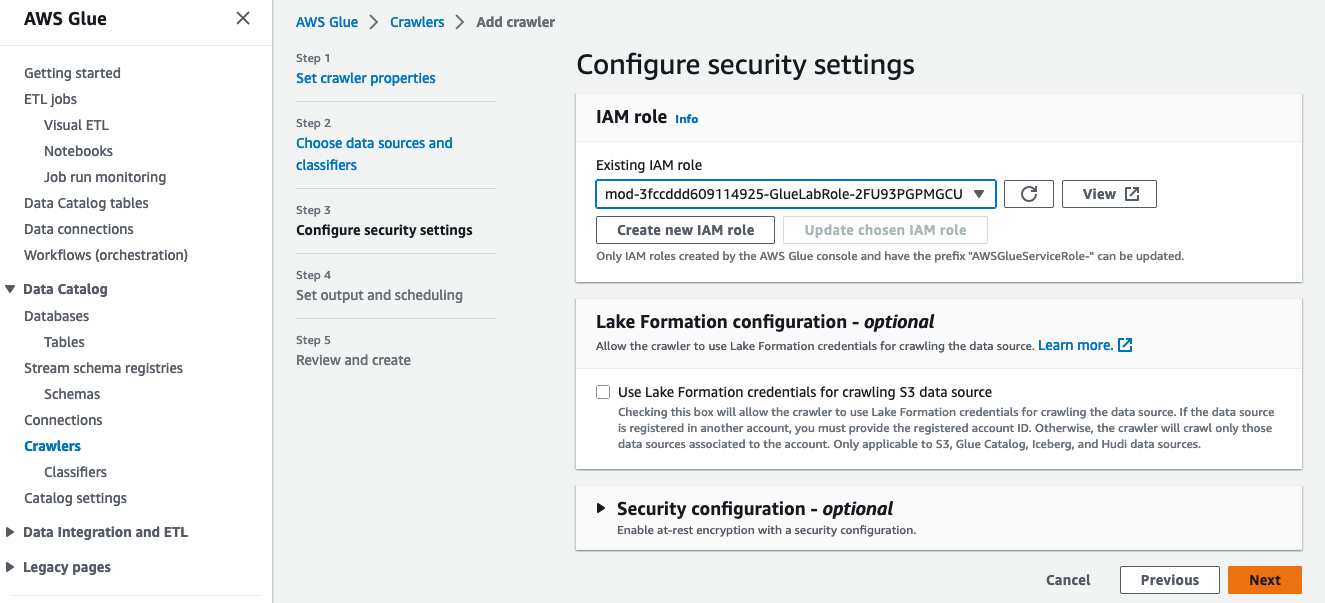 AWS Glue
Getting started
ETL jobs
Visual ETL
Notebooks
Job run monitoring
Data Catalog tables
Data connections
Workflows (orchestration)
Data Catalog
Databases
Tables
Stream schema registries
Schemas
Connections
Crawlers
Classifiers
Catalog settings
Data Integration and ETL
Legacy pages
AWS Glue > Crawlers > Add crawler
Step 1
Set crawler properties
Step 2
Choose data sources and
classifiers
Step 3
Configure security settings
Step 4
Set output and scheduling
Step 5
Review and create
Configure security settings
IAM role Info
Existing IAM role
mod-3fccddd609114925-GlueLabRole-2FU93PGPMGCU
View
Create new IAM role
Update chosen IAM role
Only IAM roles created by the AWS Glue console and have the prefix "AWSGlueServiceRole-" can be updated.
Lake Formation configuration - optional
Allow the crawler to use Lake Formation credentials for crawling the data source. Learn more.
Use Lake Formation credentials for crawling S3 data source
Checking this box will allow the crawler to use Lake Formation credentials for crawling the data source. If the data source
is registered in another account, you must provide the registered account ID. Otherwise, the crawler will crawl only those
data sources associated to the account. Only applicable to S3, Glue Catalog, Iceberg, and Hudi data sources.
Security configuration - optional
Enable at-rest encryption with a security configuration.
Cancel
Previous
Next